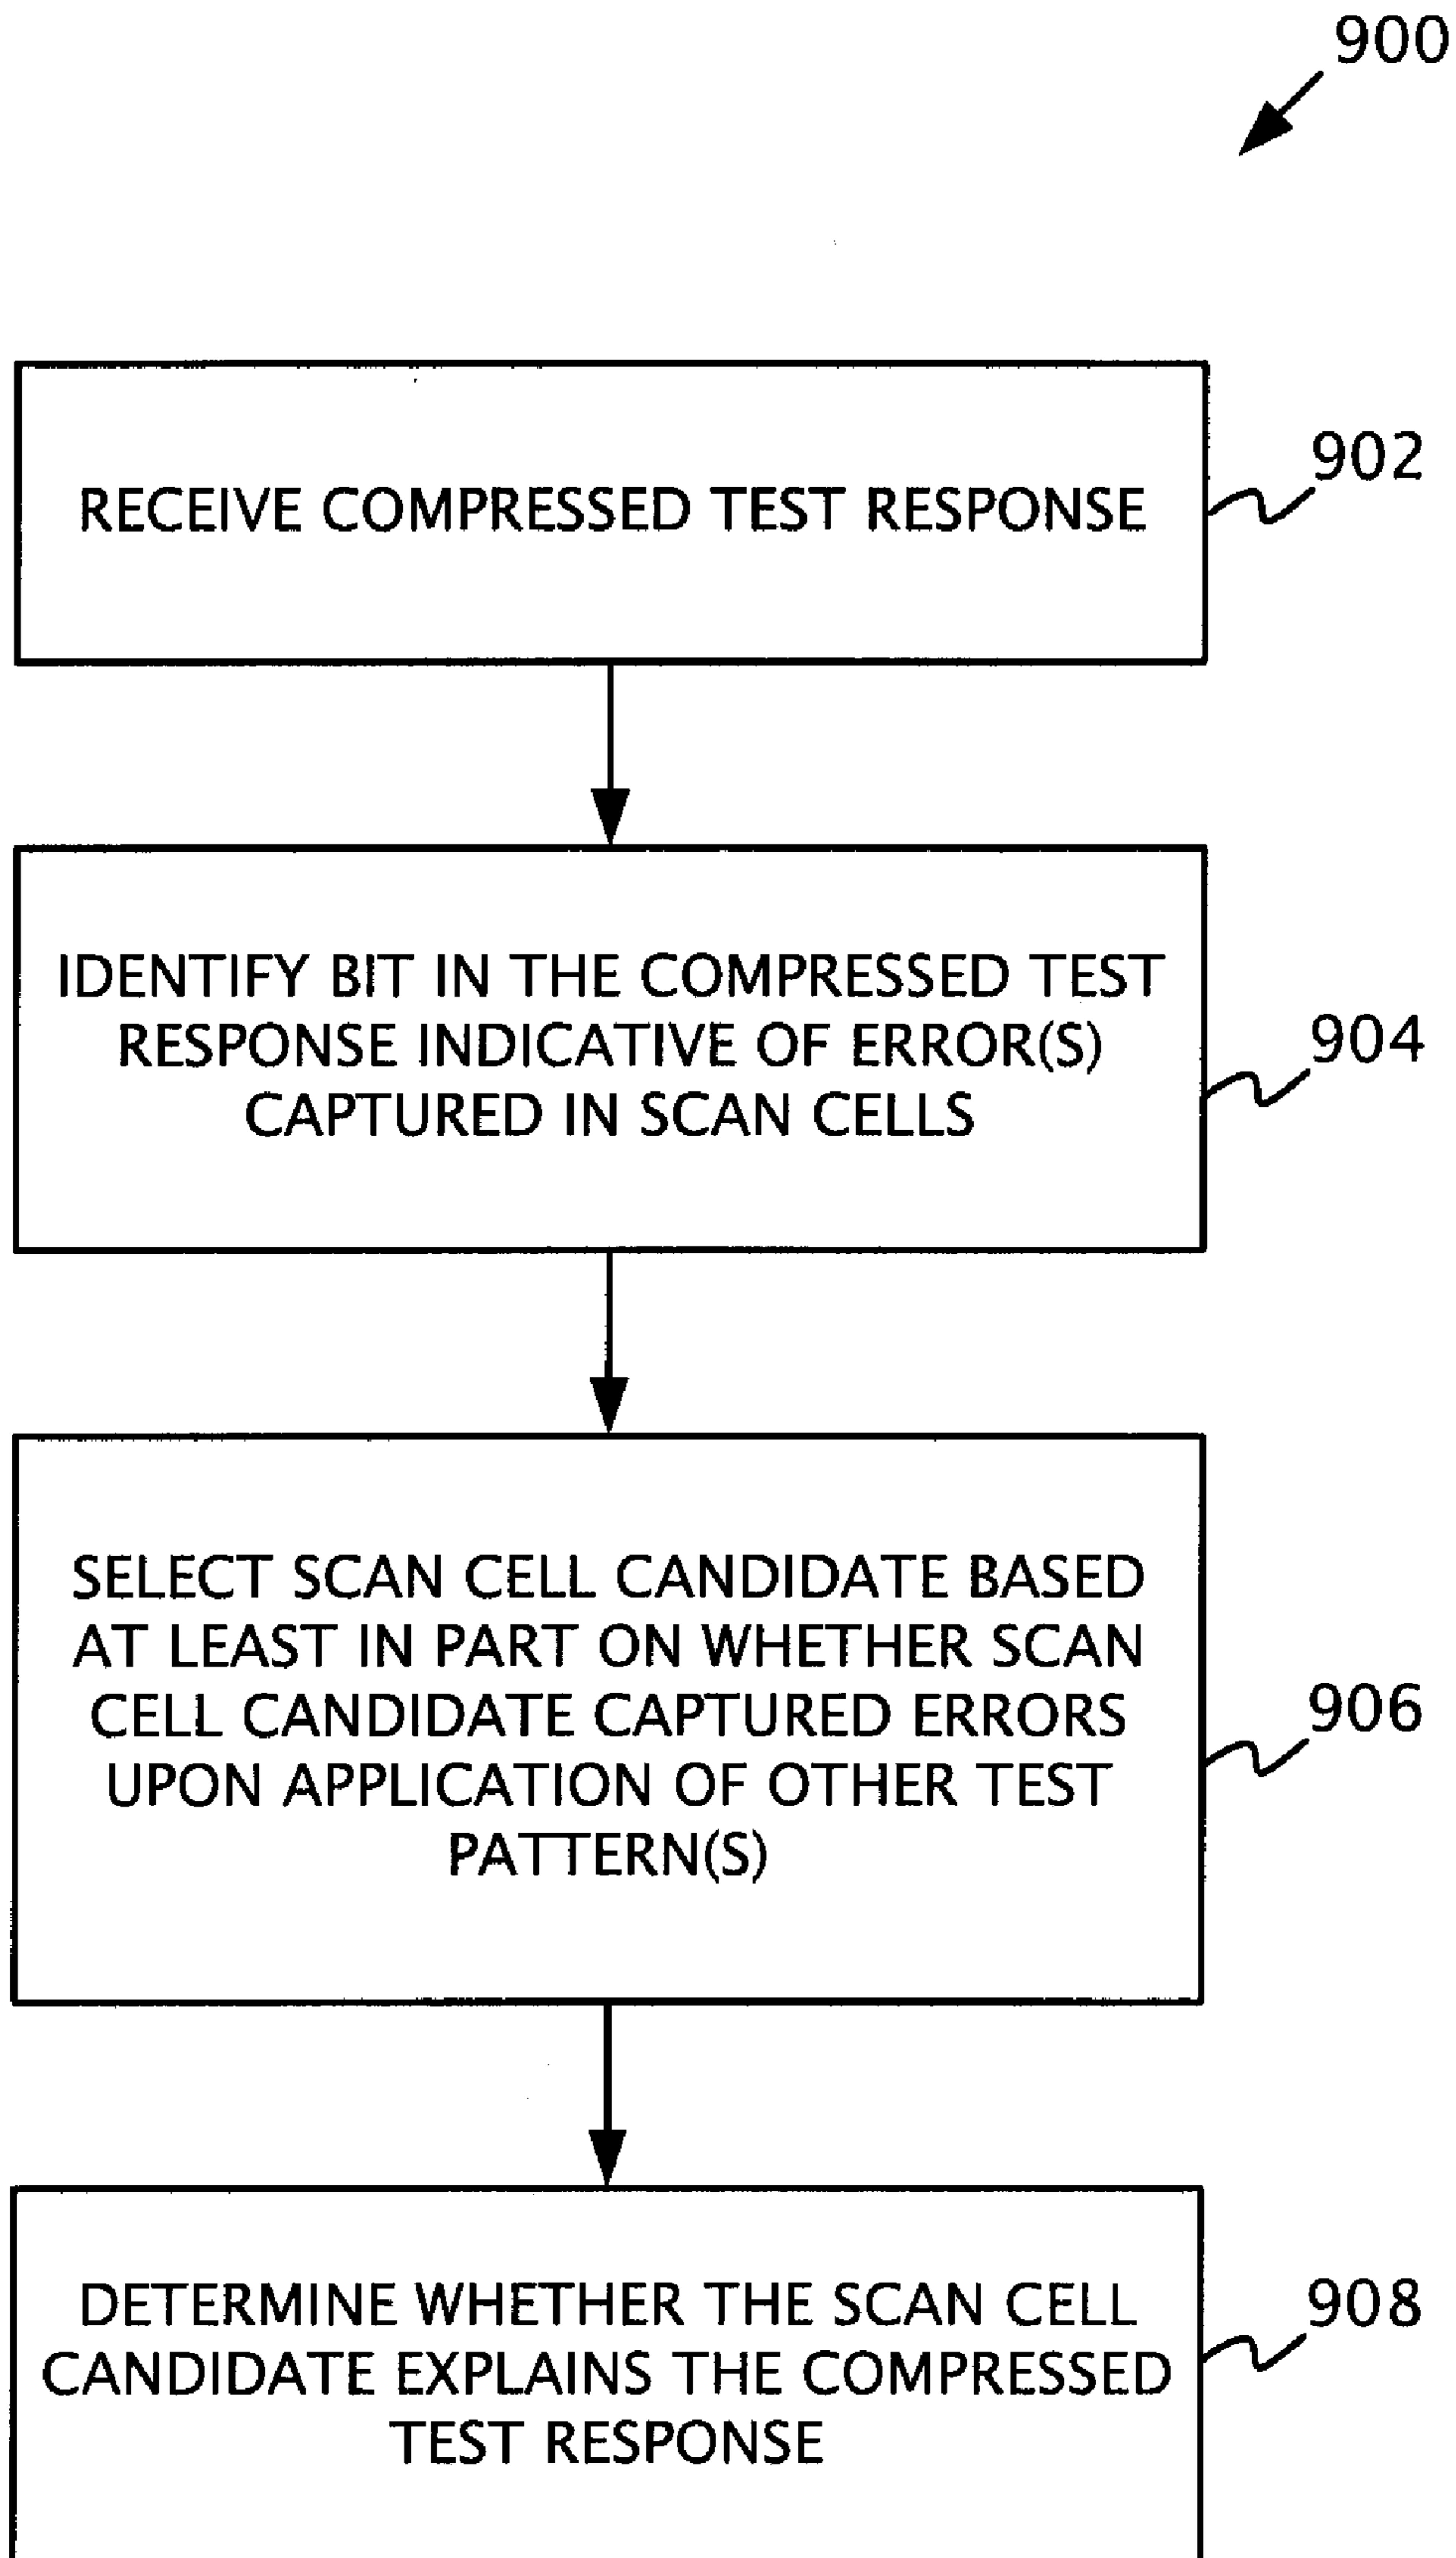 900
RECEIVE COMPRESSED TEST RESPONSE
902
IDENTIFY BIT IN THE COMPRESSED TEST
RESPONSE INDICATIVE OF ERROR(S)
CAPTURED IN SCAN CELLS
904
SELECT SCAN CELL CANDIDATE BASED
AT LEAST IN PART ON WHETHER SCAN
CELL CANDIDATE CAPTURED ERRORS
UPON APPLICATION OF OTHER TEST
PATTERN(S)
906
DETERMINE WHETHER THE SCAN CELL
CANDIDATE EXPLAINS THE COMPRESSED
TEST RESPONSE
908